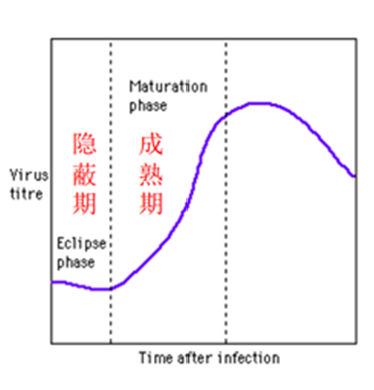 Maturation
phase
隐蔽期
成熟期
Virus
titre
Eclipse
phase
Time after infection